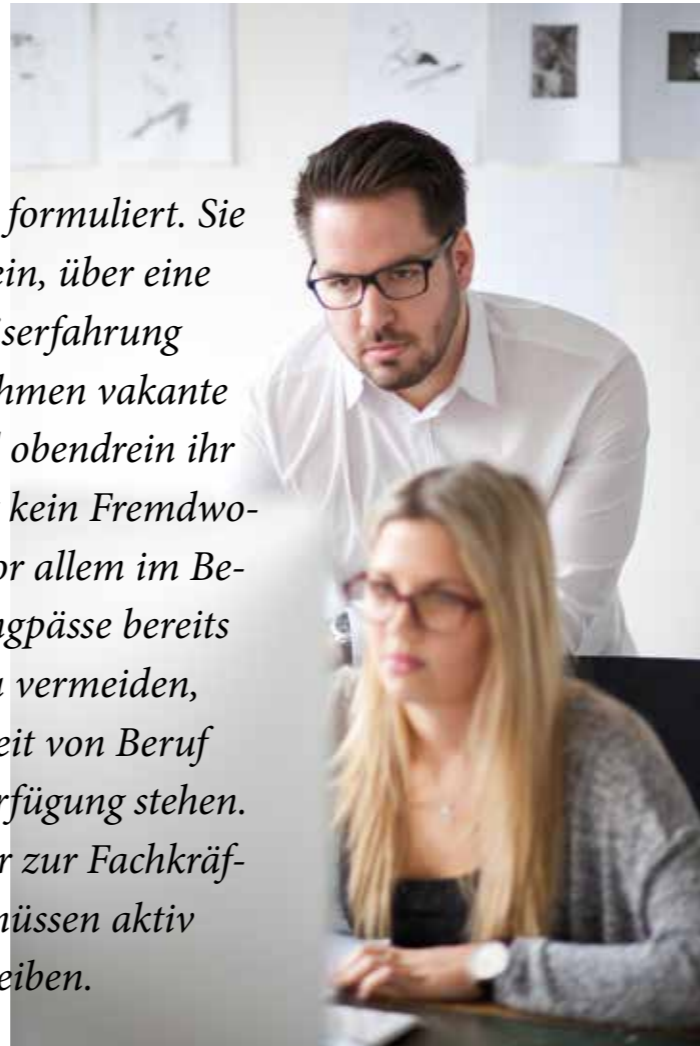 formuliert. Sie
ein, über eine
serfahrung
hmen vakante
obendrein ihr
kein Fremdwo-
or allem im Be-
ngpässe bereits
vermeiden,
eit von Beruf
rfügung stehen.
r zur Fachkräf-
müssen aktiv
eiben.